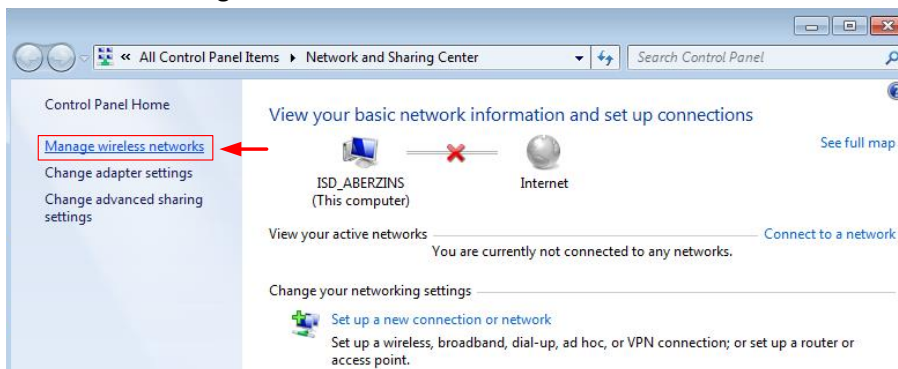 « All Control Panel Items ▸ Network and Sharing Center
Search Control Panel
Control Panel Home
Manage wireless networks
Change adapter settings
Change advanced sharing
settings
View your basic network information and set up connections
See full map
ISD_ABERZINS
(This computer)
Internet
View your active networks
Connect to a network
You are currently not connected to any networks.
Change your networking settings
Set up a new connection or network
Set up a wireless, broadband, dial-up, ad hoc, or VPN connection; or set up a router or
access point.